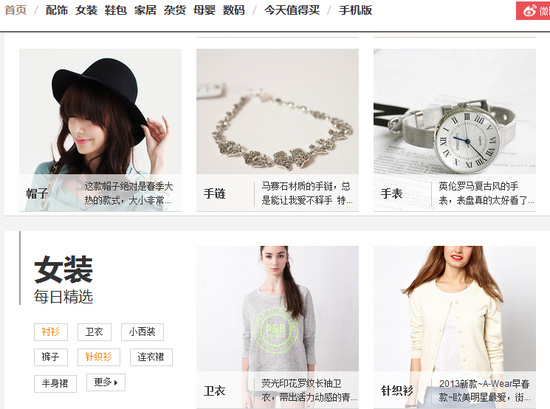 首页 / 配饰 女装 鞋包 家居 杂货 母婴 数码 / 今天值得买 / 手机版
帽子
这款帽子绝对是春季大
热的款式，大小非常...
手链
马赛石材质的手链，总
是能让我爱不释手 特...
手表
英伦罗马复古风的手
表，表盘真的太好看了...
女装
每日精选
衬衫 卫衣 小西装
裤子 针织衫 连衣裙
半身裙 更多
卫衣
荧光印花罗纹长袖卫
衣，带出活力动感的青...
针织衫
2013新款~A-Wear早春
款~欧美明星最爱，街...